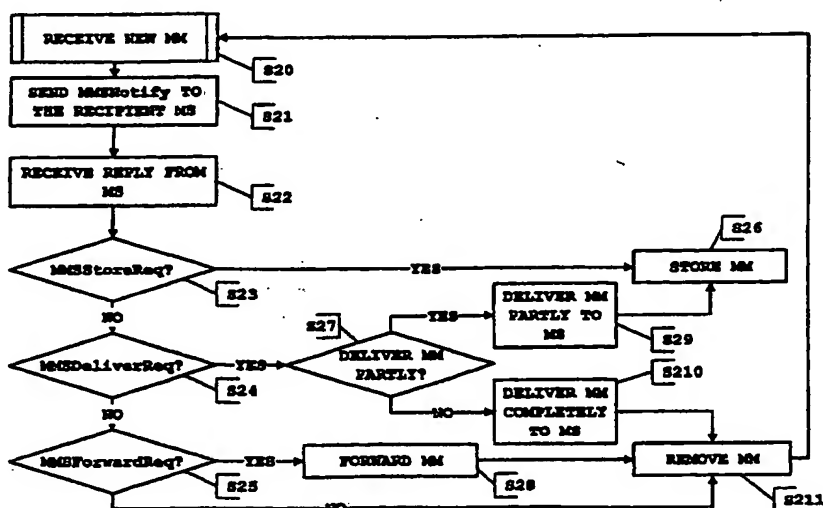 RECEIVE NEW MM
S20
SEND MMSNotify TO
THE RECIPIENT MS
S21
RECEIVE REPLY FROM
MS
S22
S26
MMSStoreReq?
YES
STORE MM
S23
NO
S27
YES
DELIVER MM
PARTLY TO
MS
S29
MMSDeliverReq?
YES
DELIVER MM
PARTLY?
S24
S210
NO
NO
DELIVER MM
COMPLETELY
TO MS
MMSForwardReq?
YES
FORWARD MM
REMOVE MM
S25
S28
S211
NO